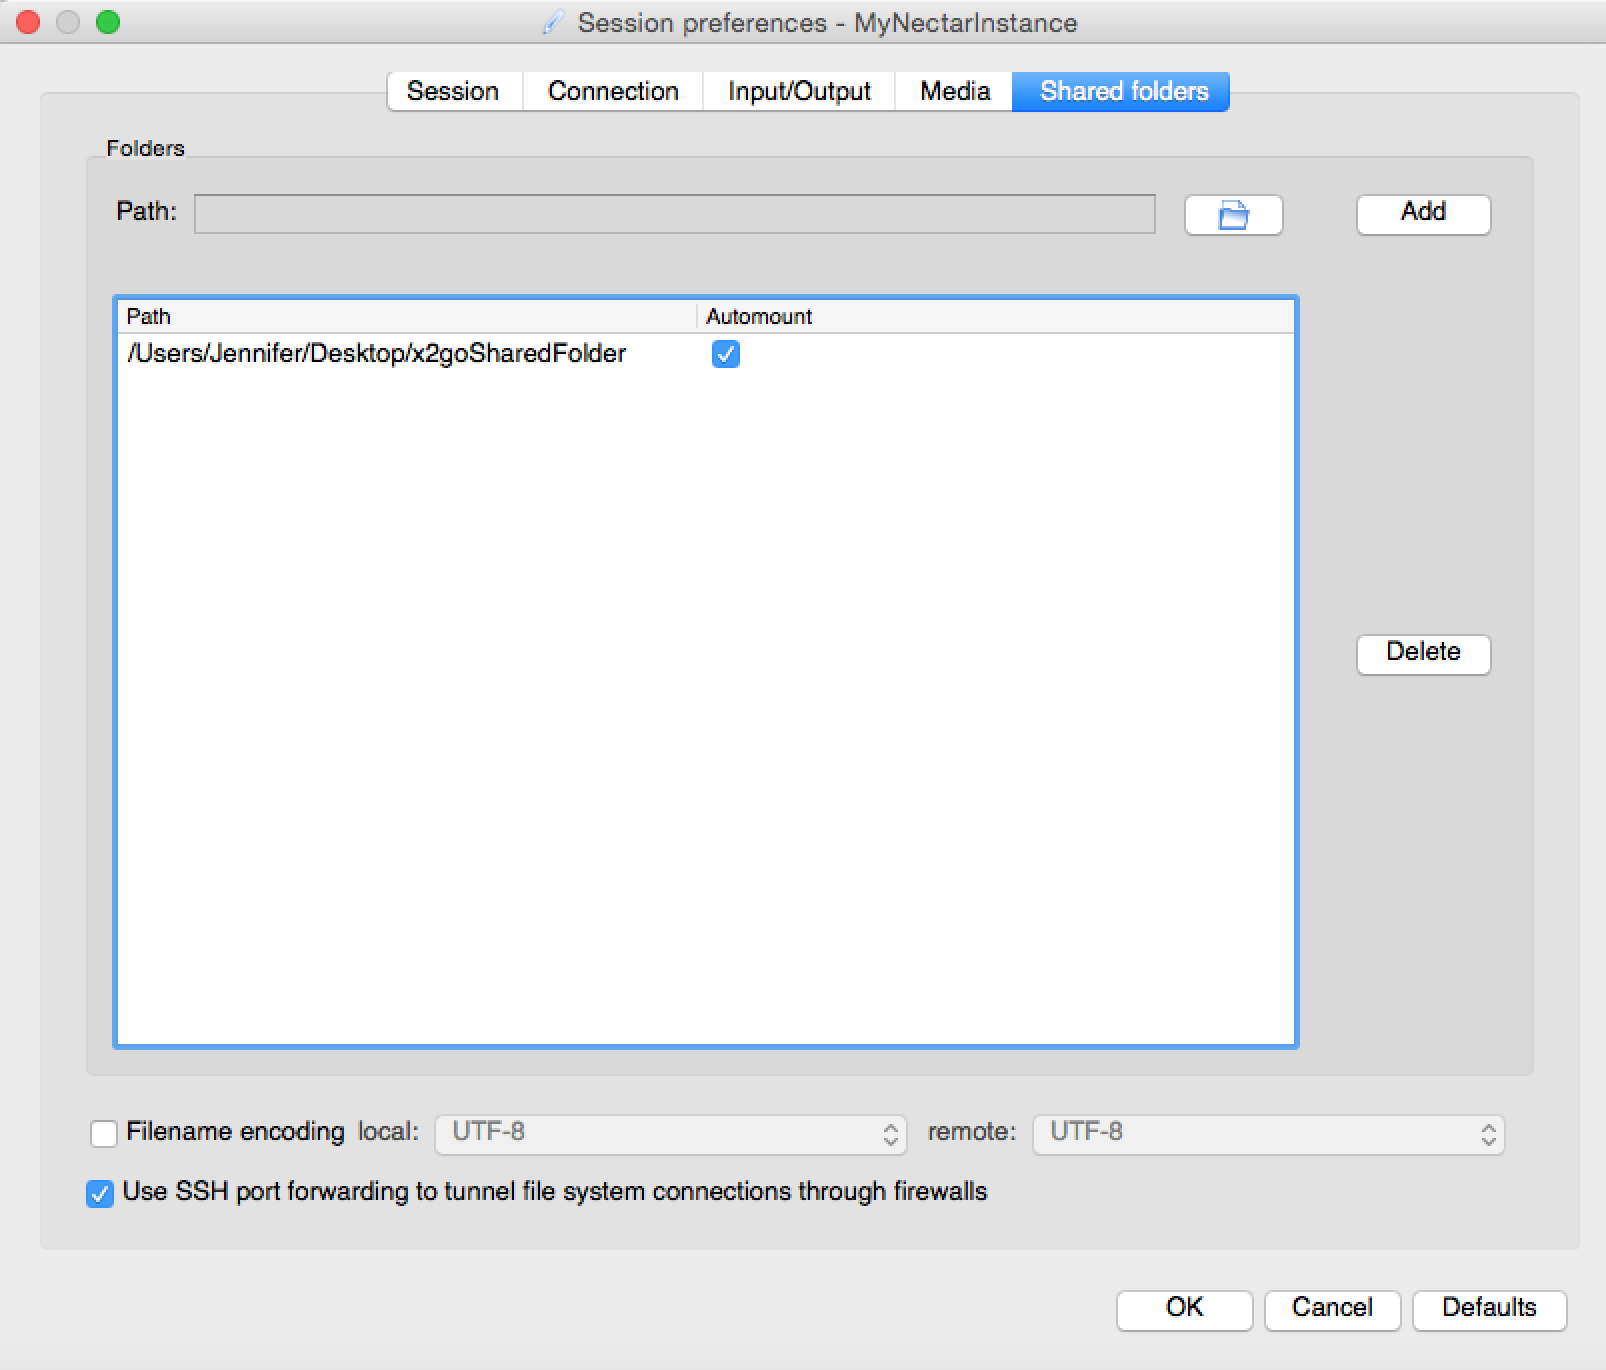 Session preferences - MyNectarInstance
Session Connection Input/Output Media Shared folders
Folders
Path: Add
Path Automount
/Users/Jennifer/Desktop/x2goSharedFolder
Delete
Filename encoding local: UTF-8 remote: UTF-8
Use SSH port forwarding to tunnel file system connections through firewalls
OK Cancel Defaults